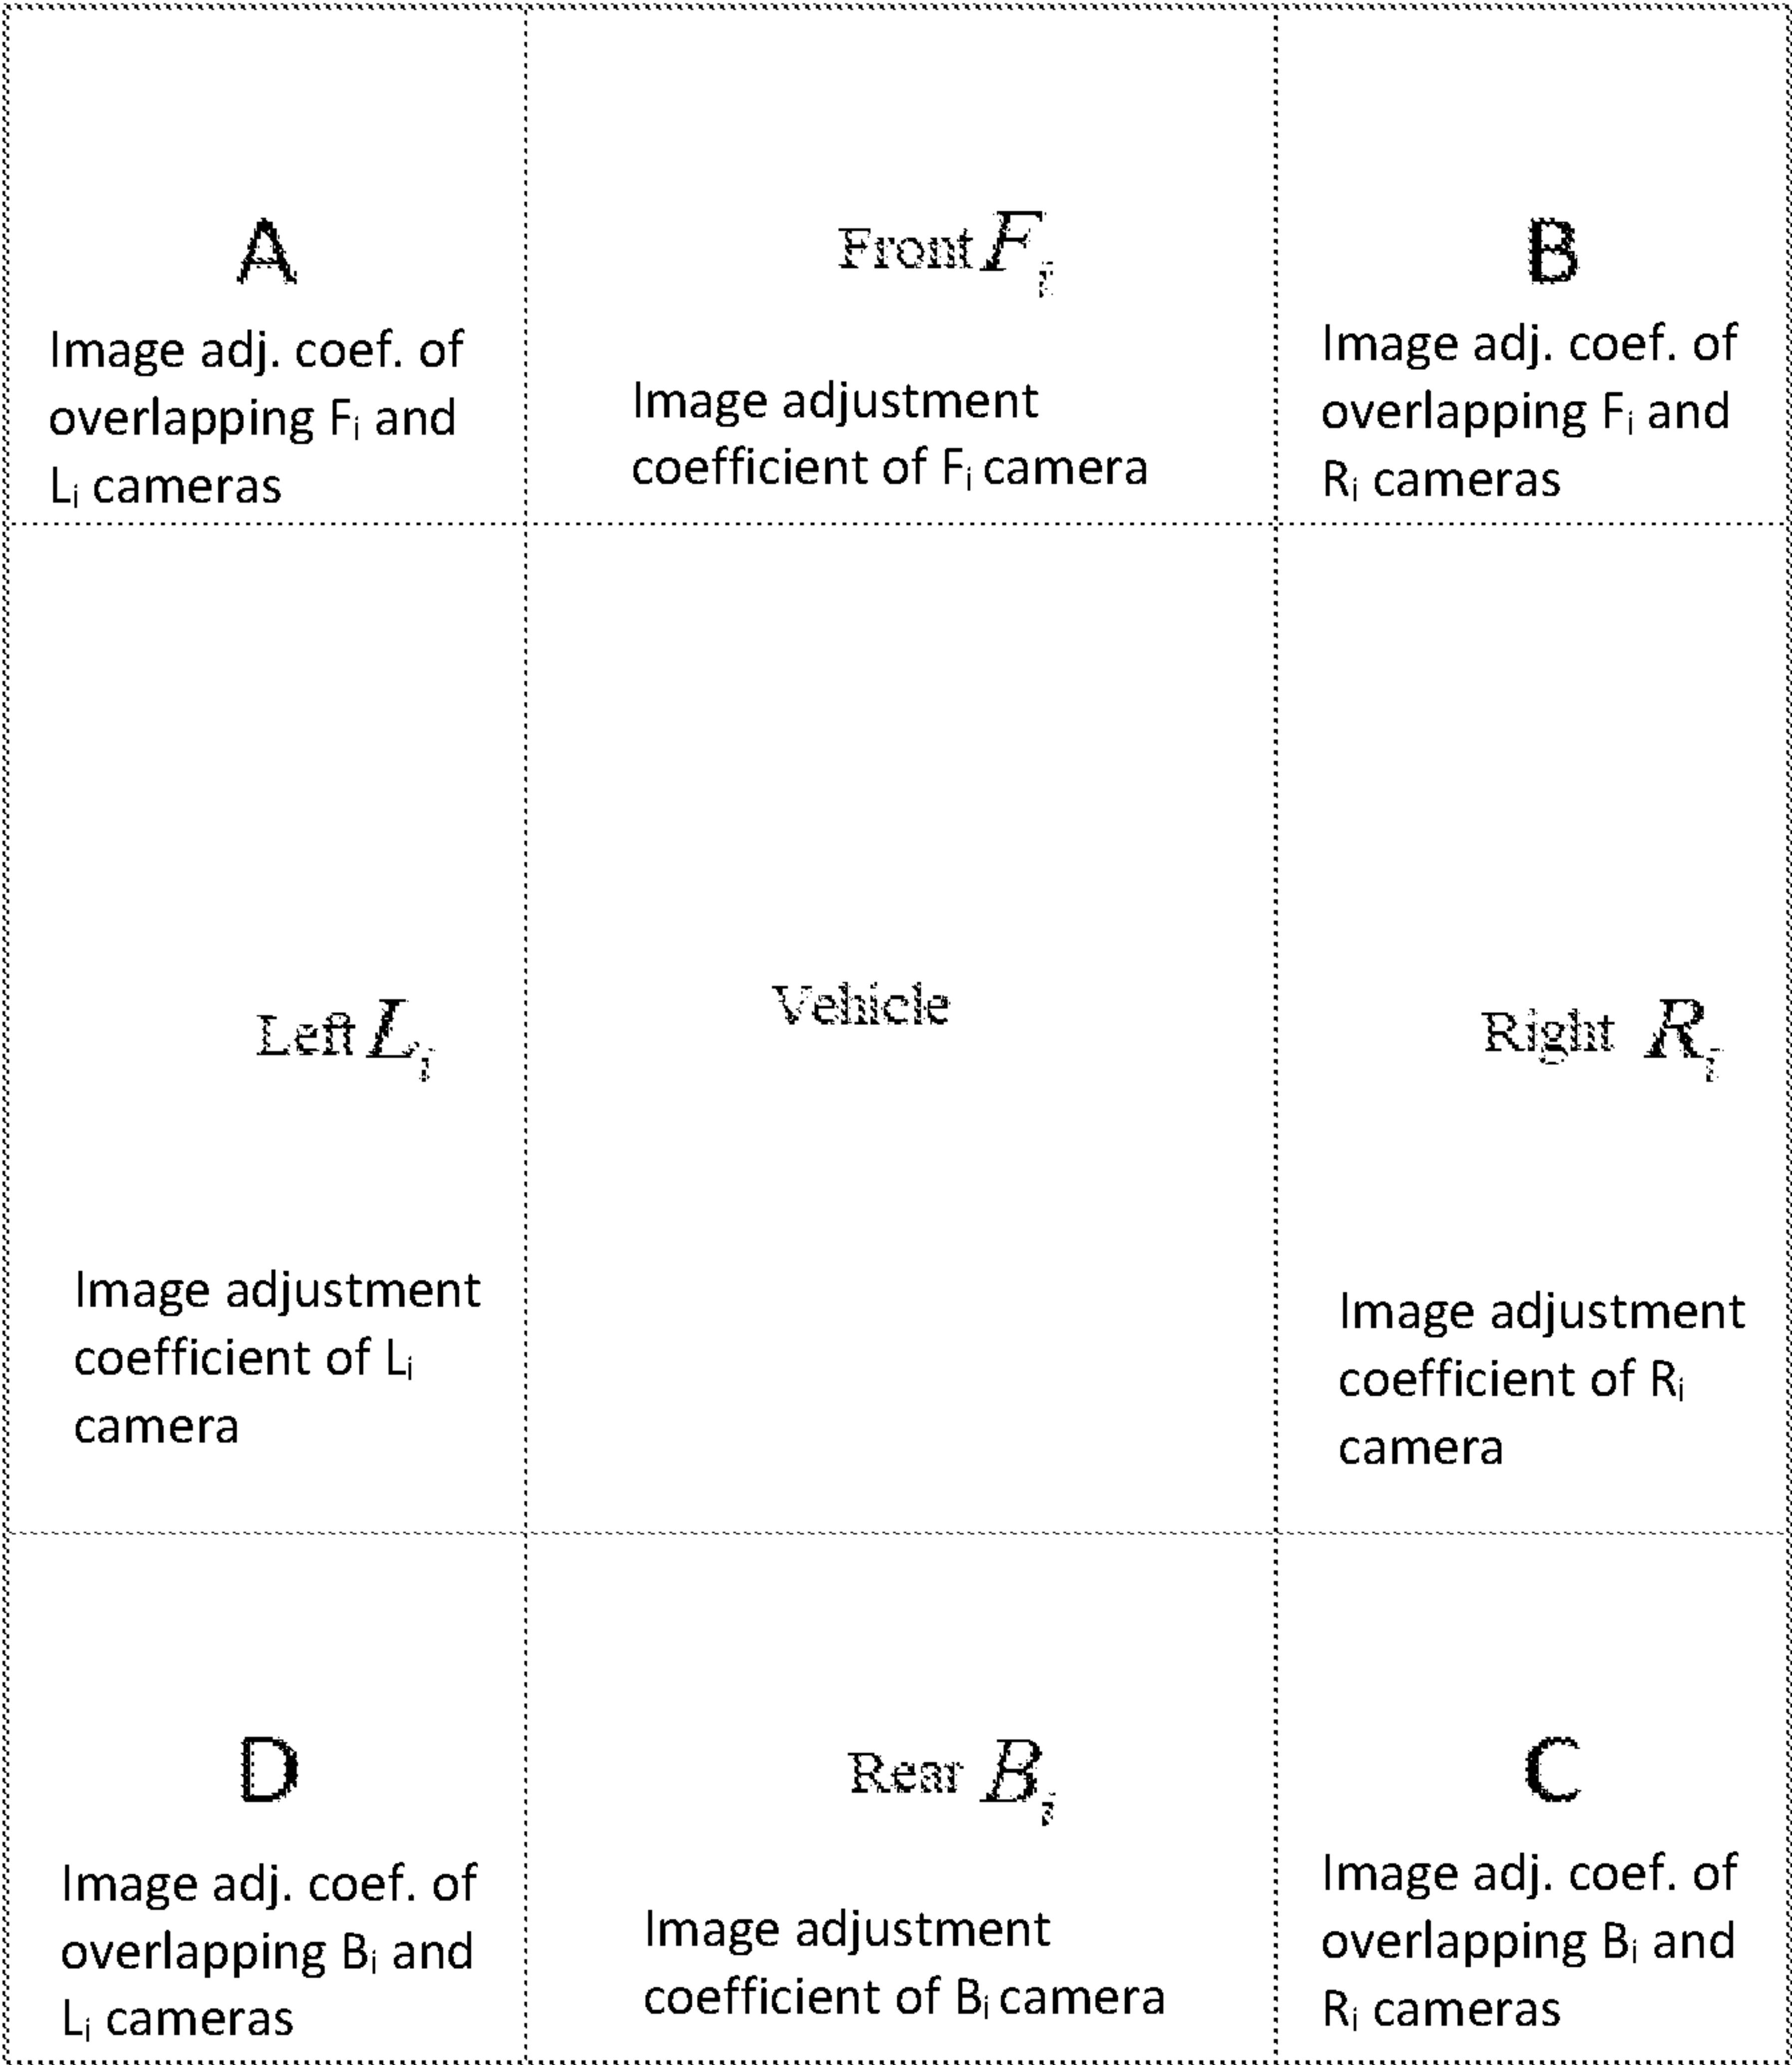 A
Image adj. coef. of
overlapping Fᵢ and
Lᵢ cameras
Front Fᵢ
Image adjustment
coefficient of Fᵢ camera
B
Image adj. coef. of
overlapping Fᵢ and
Rᵢ cameras
Left Lᵢ
Image adjustment
coefficient of Lᵢ
camera
Vehicle
Right Rᵢ
Image adjustment
coefficient of Rᵢ
camera
D
Image adj. coef. of
overlapping Bᵢ and
Lᵢ cameras
Rear Bᵢ
Image adjustment
coefficient of Bᵢ camera
C
Image adj. coef. of
overlapping Bᵢ and
Rᵢ cameras